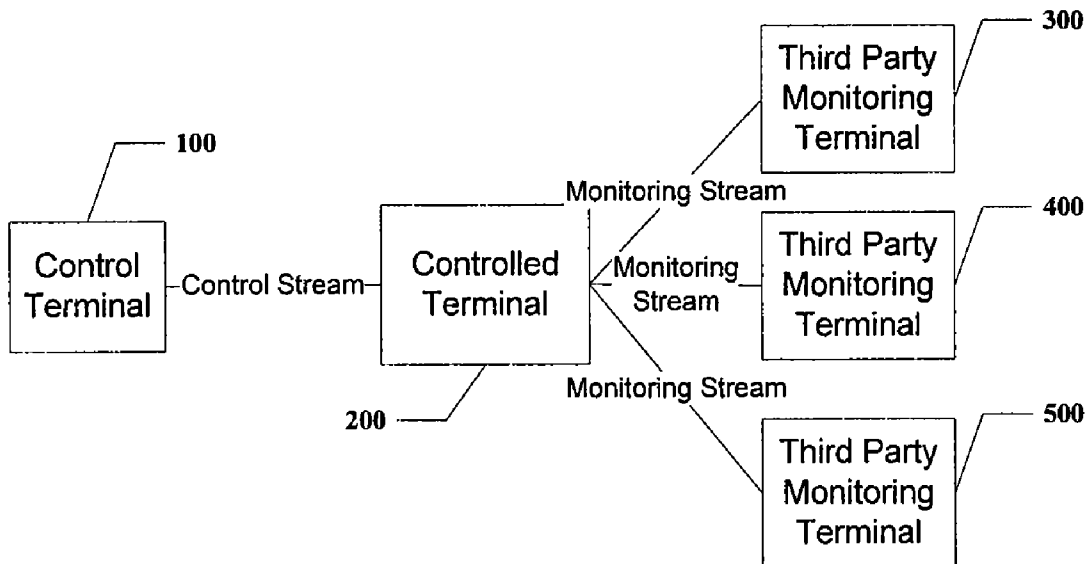 300
Third Party
Monitoring
Terminal
100
Monitoring Stream
400
Control
Terminal
Control Stream
Controlled
Terminal
Monitoring
Stream
Third Party
Monitoring
Terminal
Monitoring Stream
200
500
Third Party
Monitoring
Terminal